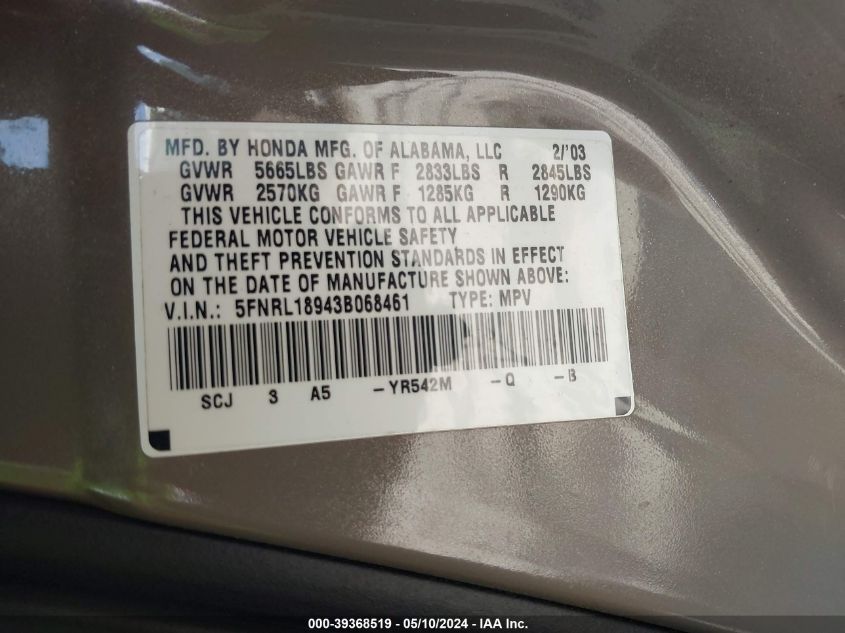 MFD. BY HONDA MFG. OF ALABAMA, LLC 2/'03
GVWR 5665LBS GAWR F 2833LBS R 2845LBS
GVWR 2570KG GAWR F 1285KG R 1290KG
THIS VEHICLE CONFORMS TO ALL APPLICABLE
FEDERAL MOTOR VEHICLE SAFETY
AND THEFT PREVENTION STANDARDS IN EFFECT
ON THE DATE OF MANUFACTURE SHOWN ABOVE:
V.I.N.: 5FNRL18943B068461 TYPE: MPV
SCJ 3 A5 -YR542M -Q -B
000-39368519 - 05/10/2024 - IAA Inc.